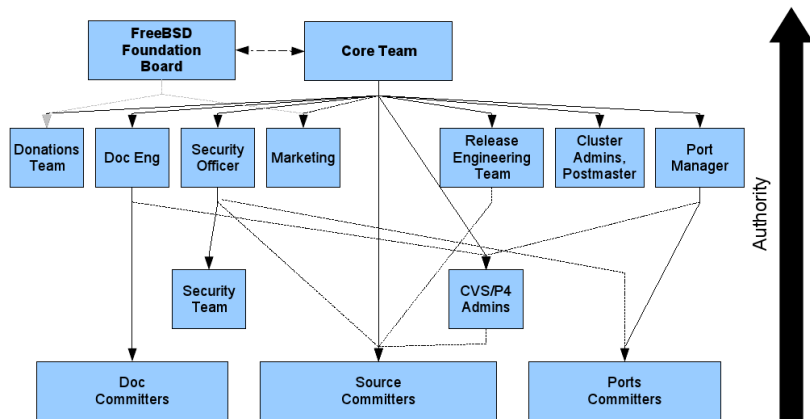 FreeBSD
Foundation
Board
Core Team
Donations
Team
Doc Eng
Security
Officer
Marketing
Release
Engineering
Team
Cluster
Admins,
Postmaster
Port
Manager
Authority
Security
Team
CVS/P4
Admins
Doc
Committers
Source
Committers
Ports
Committers